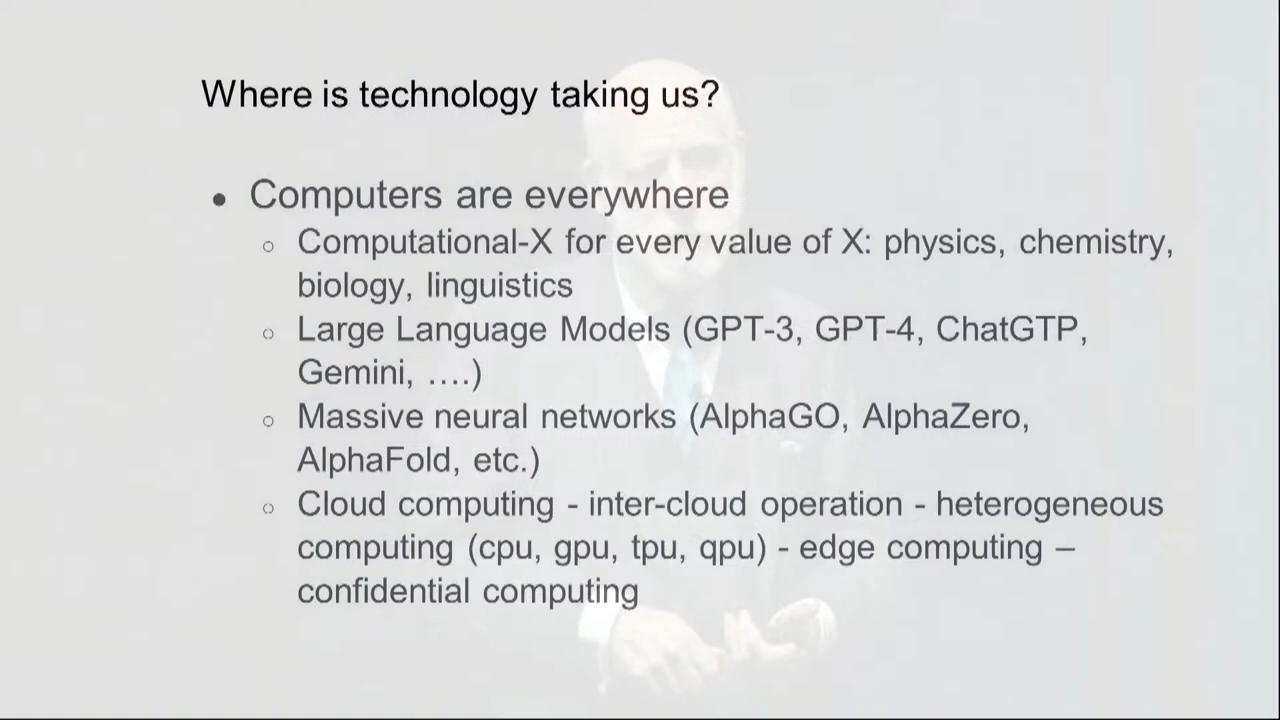 Where is technology taking us?
● Computers are everywhere
○ Computational-X for every value of X: physics, chemistry,
biology, linguistics
○ Large Language Models (GPT-3, GPT-4, ChatGTP,
Gemini, ….)
○ Massive neural networks (AlphaGO, AlphaZero,
AlphaFold, etc.)
○ Cloud computing - inter-cloud operation - heterogeneous
computing (cpu, gpu, tpu, qpu) - edge computing –
confidential computing